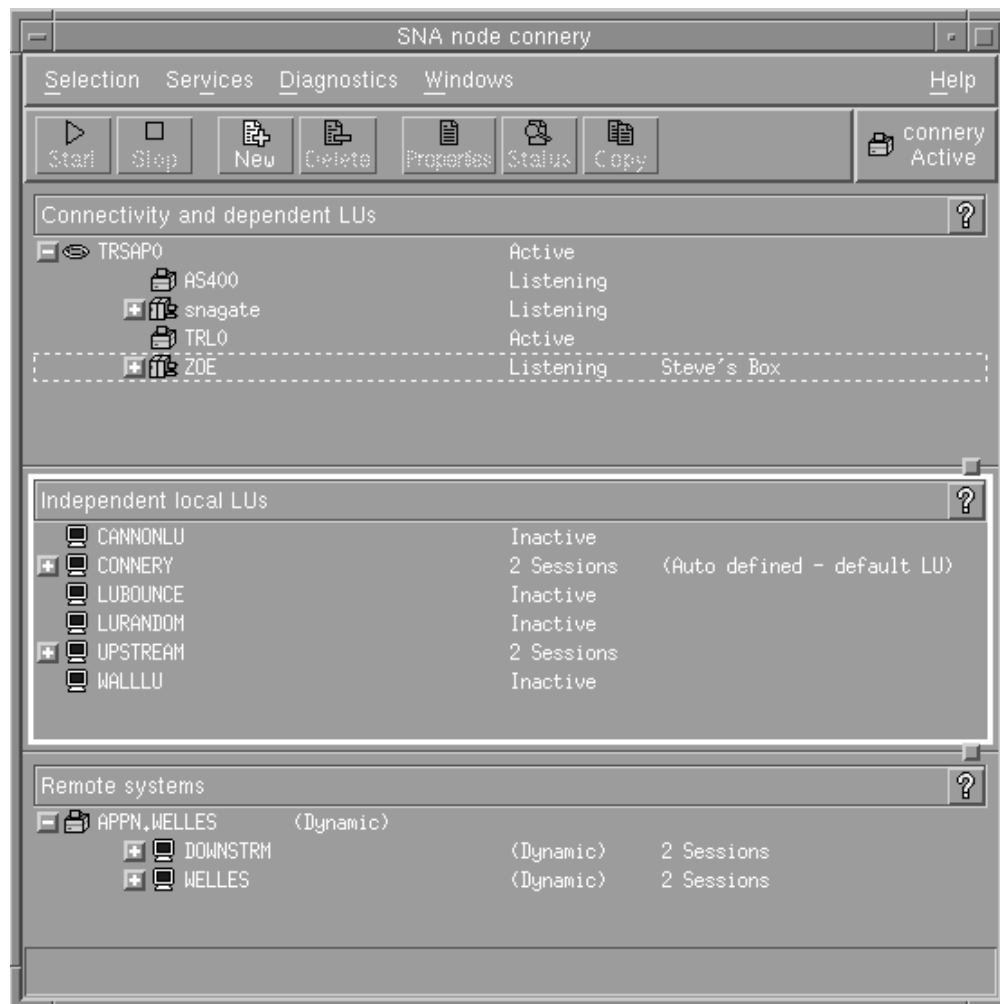 SNA node connery
Selection Services Diagnostics Windows Help
Start Stop New Delete Properties Status Copy connery Active
Connectivity and dependent LUs ?
TRSAP0 Active
AS400 Listening
snagate Listening
TRL0 Active
ZOE Listening Steve's Box
Independent local LUs ?
CANNONLU Inactive
CONNERY 2 Sessions (Auto defined - default LU)
LUBOUNCE Inactive
LURANDOM Inactive
UPSTREAM 2 Sessions
WALLLU Inactive
Remote systems ?
APPN.WELLES (Dynamic)
DOWNSTRM (Dynamic) 2 Sessions
WELLES (Dynamic) 2 Sessions